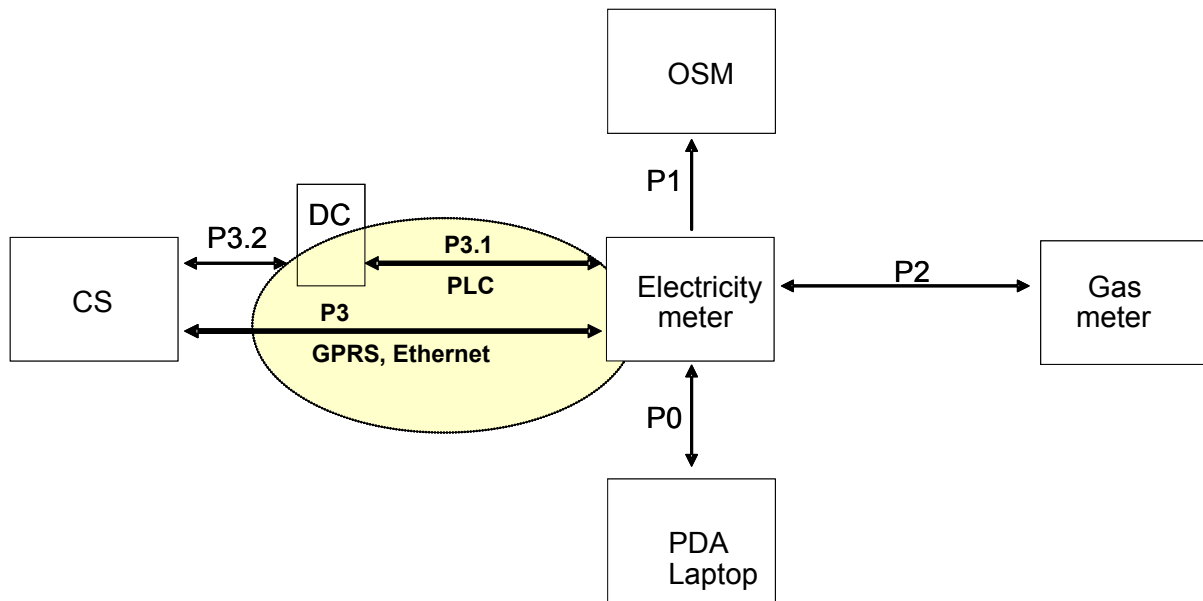 OSM
P1
DC
P3.2
P3.1
CS
PLC
Electricity
meter
P2
Gas
meter
P3
GPRS, Ethernet
P0
PDA
Laptop